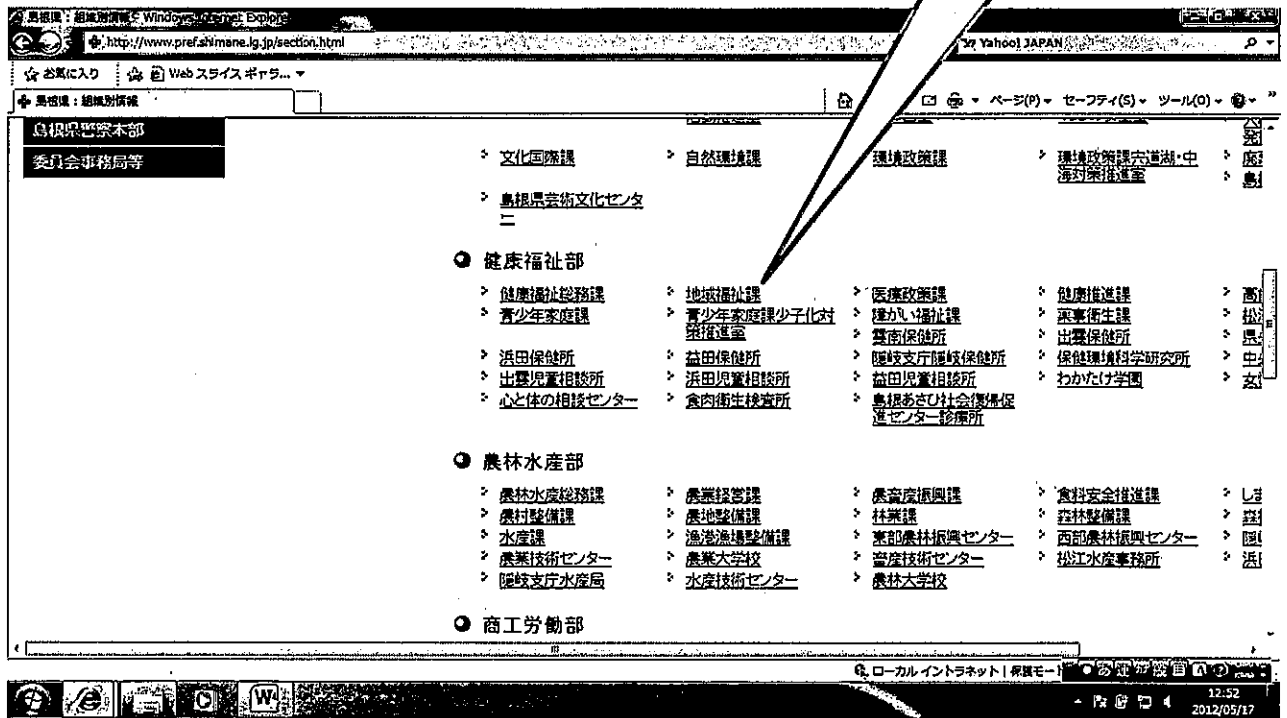 島根県：組織別情報 - Windows Internet Explorer
http://www.pref.shimane.lg.jp/section.html
Yahoo! JAPAN
お気に入り
Web スライス ギャラ...
島根県：組織別情報
ページ(P)
セーフティ(S)
ツール(O)
島根県警察本部
委員会事務局等
文化国際課
自然環境課
環境政策課
環境政策課宍道湖・中
海対策推進室
島根県芸術文化センタ
ー
健康福祉部
健康福祉総務課
地域福祉課
医療政策課
健康推進課
青少年家庭課
青少年家庭課少子化対
策推進室
障がい福祉課
薬事衛生課
雲南保健所
出雲保健所
浜田保健所
益田保健所
隠岐支庁隠岐保健所
保健環境科学研究所
出雲児童相談所
浜田児童相談所
益田児童相談所
わかたけ学園
心と体の相談センター
食肉衛生検査所
島根あさひ社会復帰促
進センター診療所
農林水産部
農林水産総務課
農業経営課
農畜産振興課
食料安全推進課
農村整備課
農地整備課
林業課
森林整備課
水産課
漁港漁場整備課
東部農林振興センター
西部農林振興センター
農業技術センター
農業大学校
畜産技術センター
松江水産事務所
隠岐支庁水産局
水産技術センター
農林大学校
商工労働部
ローカル イントラネット | 保護モード
12:52
2012/05/17